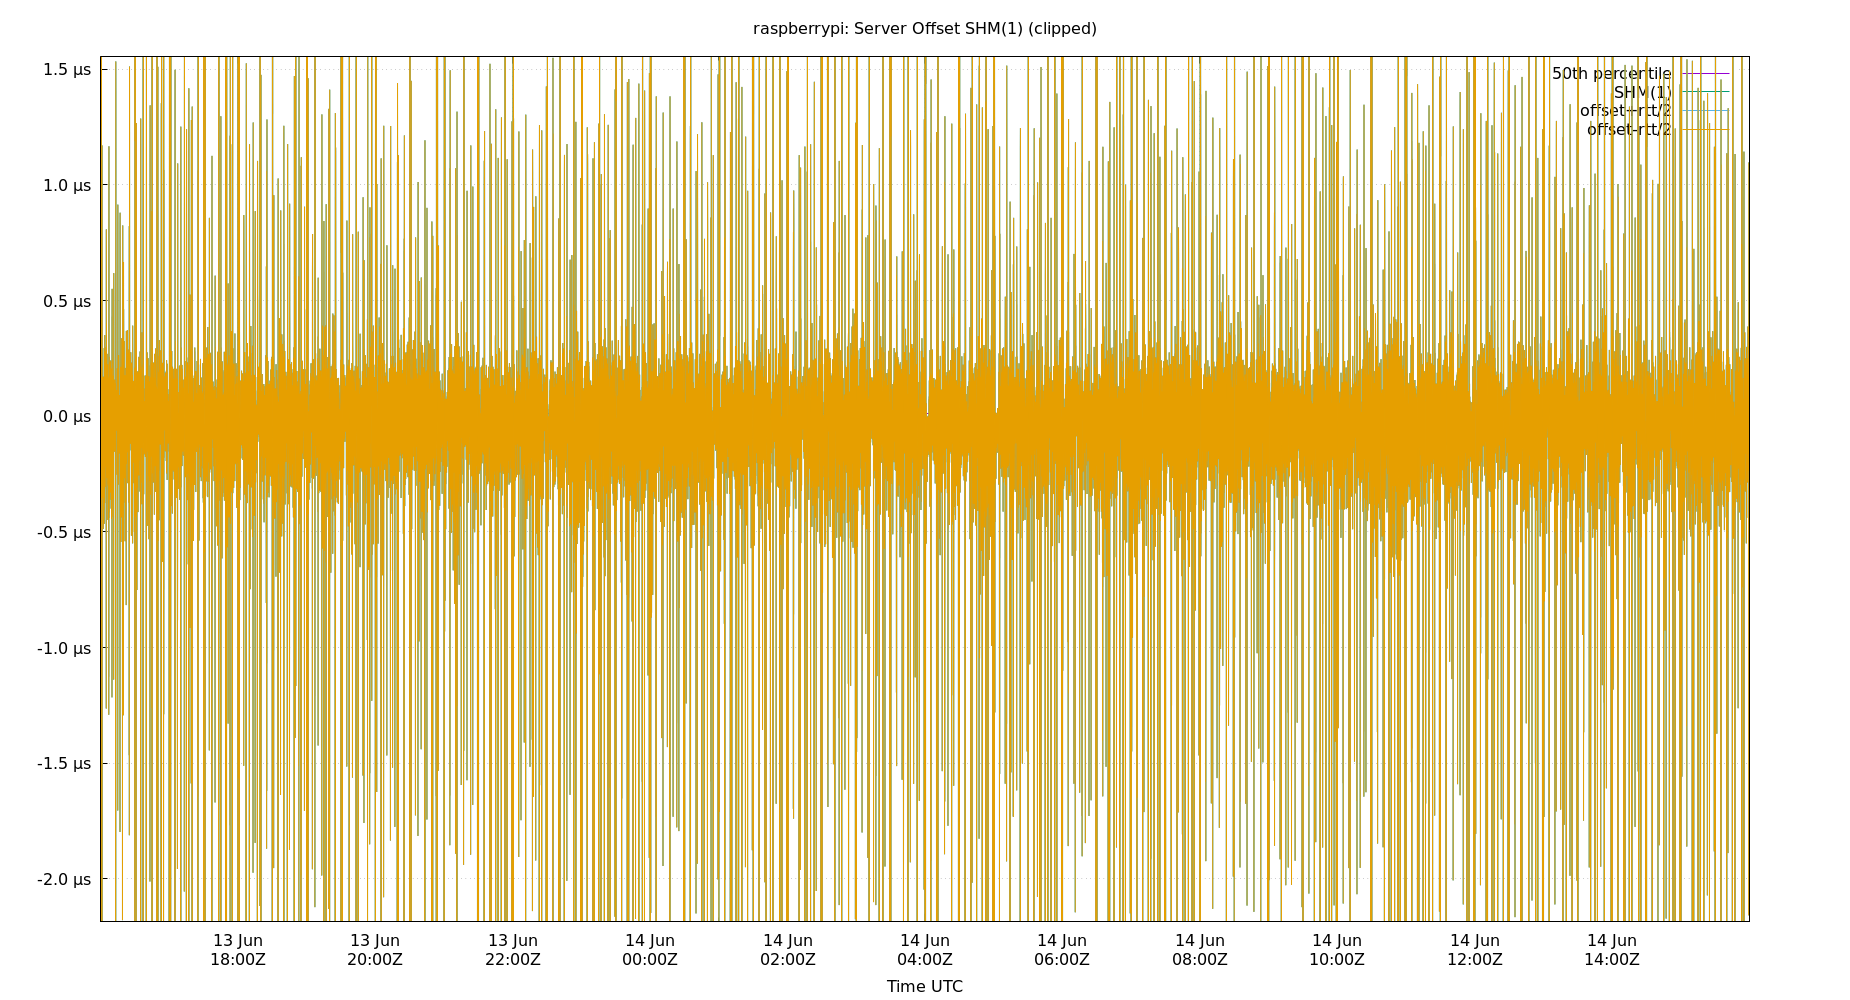 raspberrypi: Server Offset SHM(1) (clipped)
50th percentile
SHM(1)
offset+rtt/2
offset-rtt/2
1.5 µs
1.0 µs
0.5 µs
0.0 µs
-0.5 µs
-1.0 µs
-1.5 µs
-2.0 µs
13 Jun 13 Jun 13 Jun 14 Jun 14 Jun 14 Jun 14 Jun 14 Jun 14 Jun 14 Jun 14 Jun
18:00Z 20:00Z 22:00Z 00:00Z 02:00Z 04:00Z 06:00Z 08:00Z 10:00Z 12:00Z 14:00Z
Time UTC